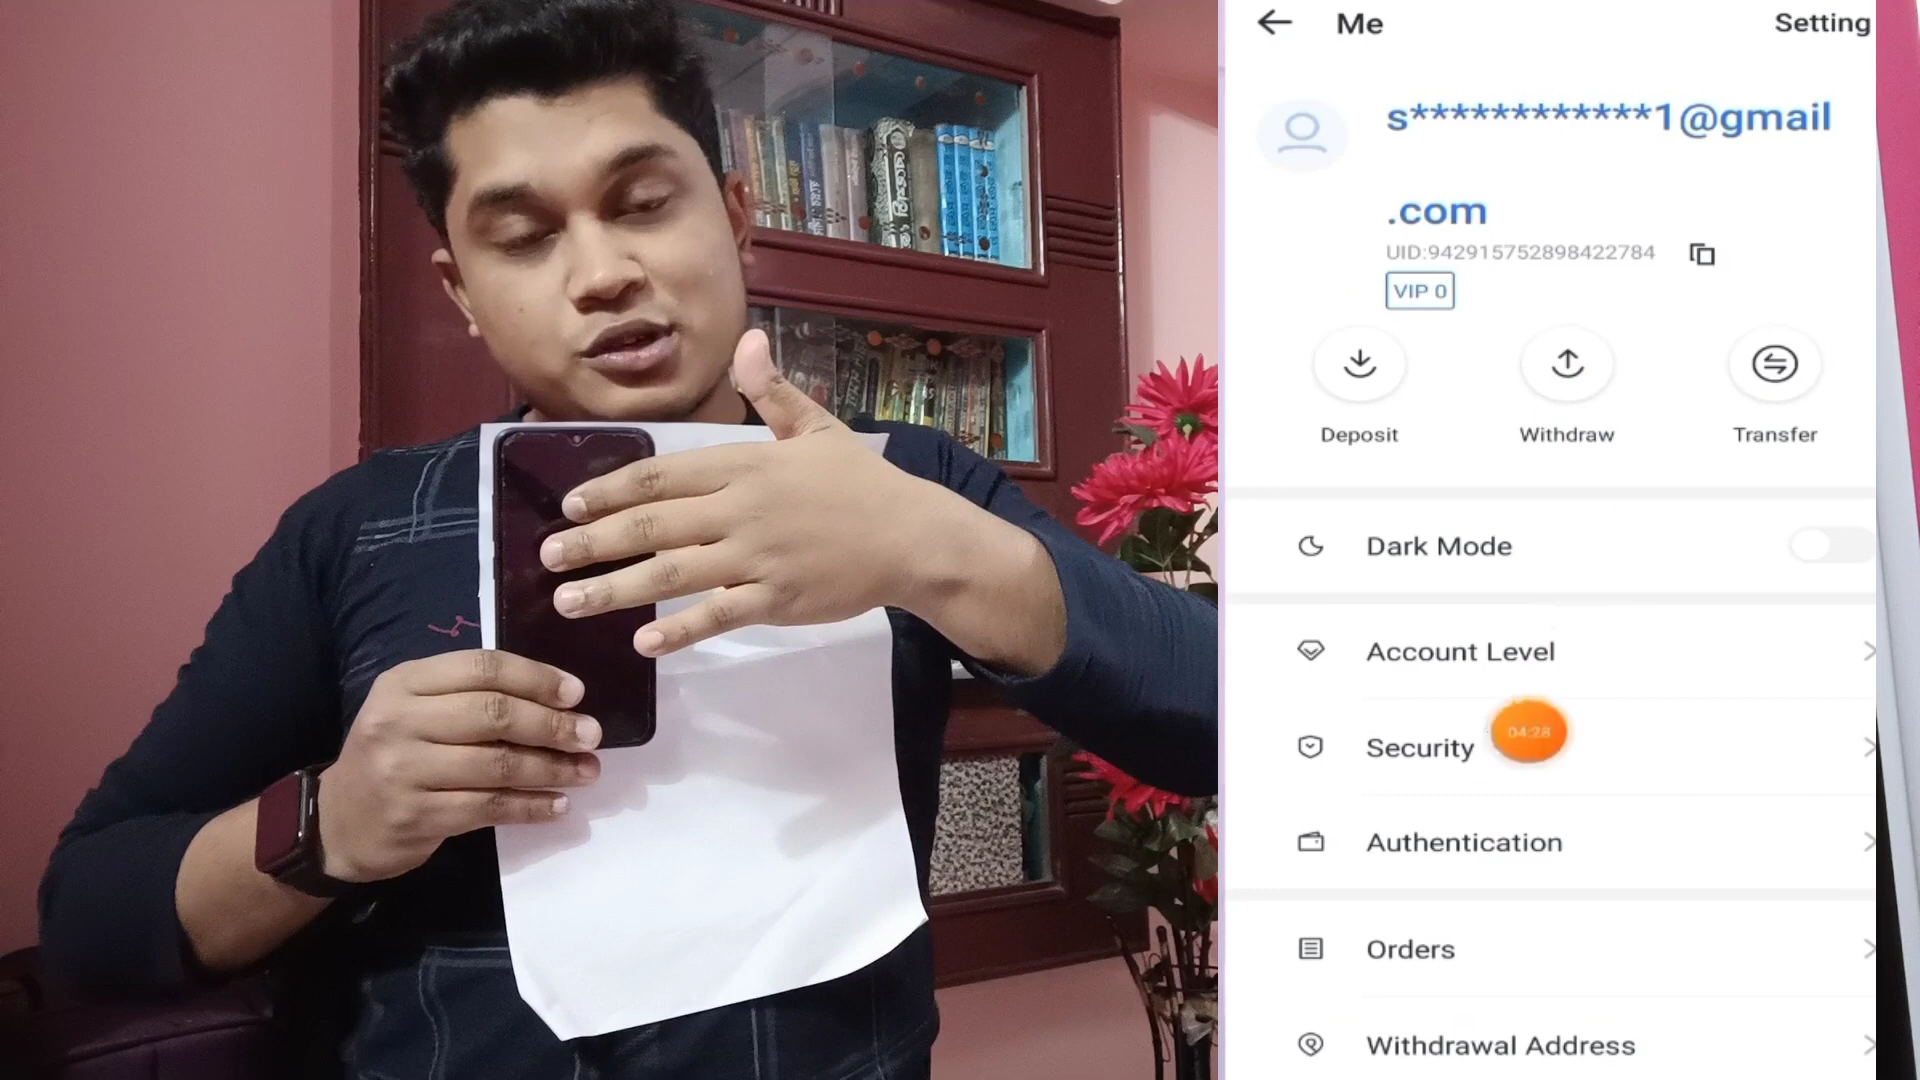 Me
Setting
s************1@gmail
.com
UID:942915752898422784
VIP 0
Deposit
Withdraw
Transfer
Dark Mode
Account Level
04:28
Security
Authentication
Orders
Withdrawal Address